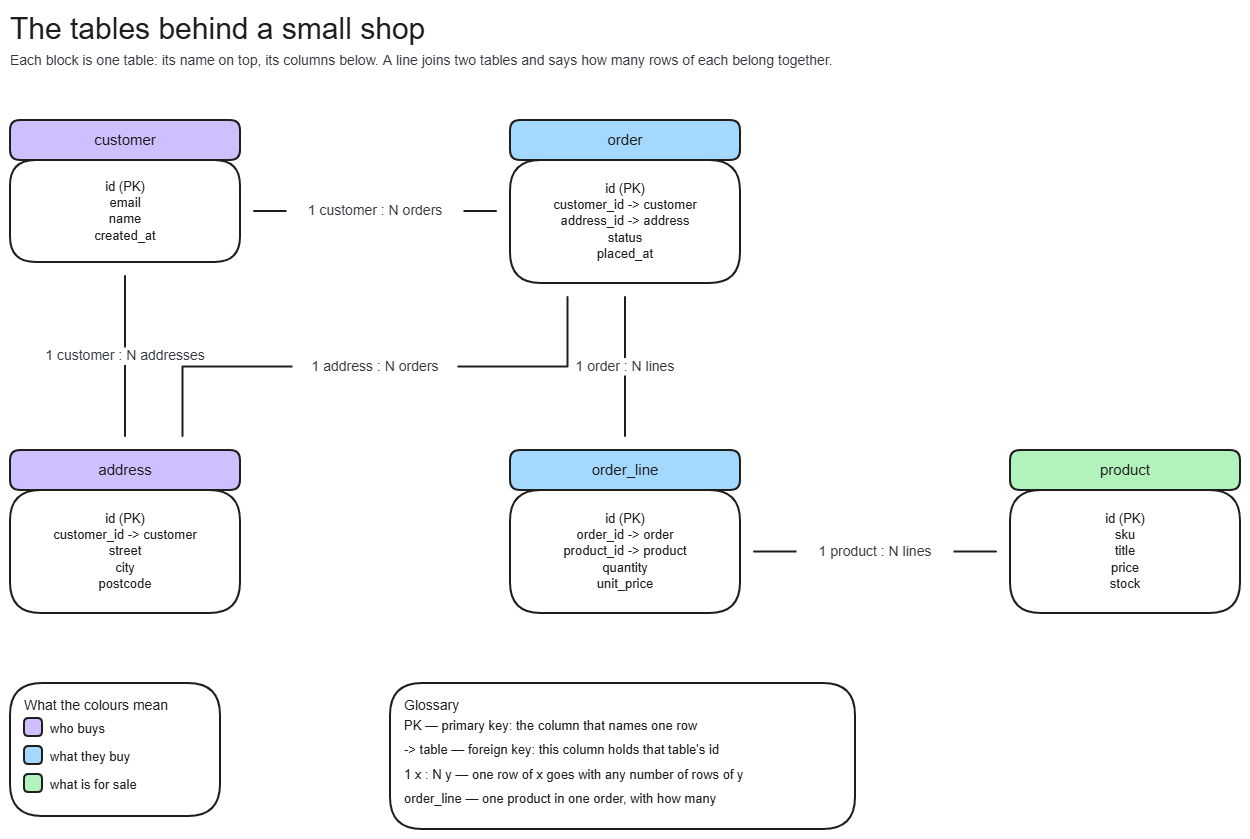 The tables behind a small shop
Each block is one table: its name on top, its columns below. A line joins two tables and says how many rows of each belong together.
customer
id (PK)
email
name
created_at
1 customer : N orders
order
id (PK)
customer_id -> customer
address_id -> address
status
placed_at
1 customer : N addresses
1 address : N orders
1 order : N lines
address
id (PK)
customer_id -> customer
street
city
postcode
order_line
id (PK)
order_id -> order
product_id -> product
quantity
unit_price
1 product : N lines
product
id (PK)
sku
title
price
stock
What the colours mean
who buys
what they buy
what is for sale
Glossary
PK — primary key: the column that names one row
-> table — foreign key: this column holds that table's id
1 x : N y — one row of x goes with any number of rows of y
order_line — one product in one order, with how many